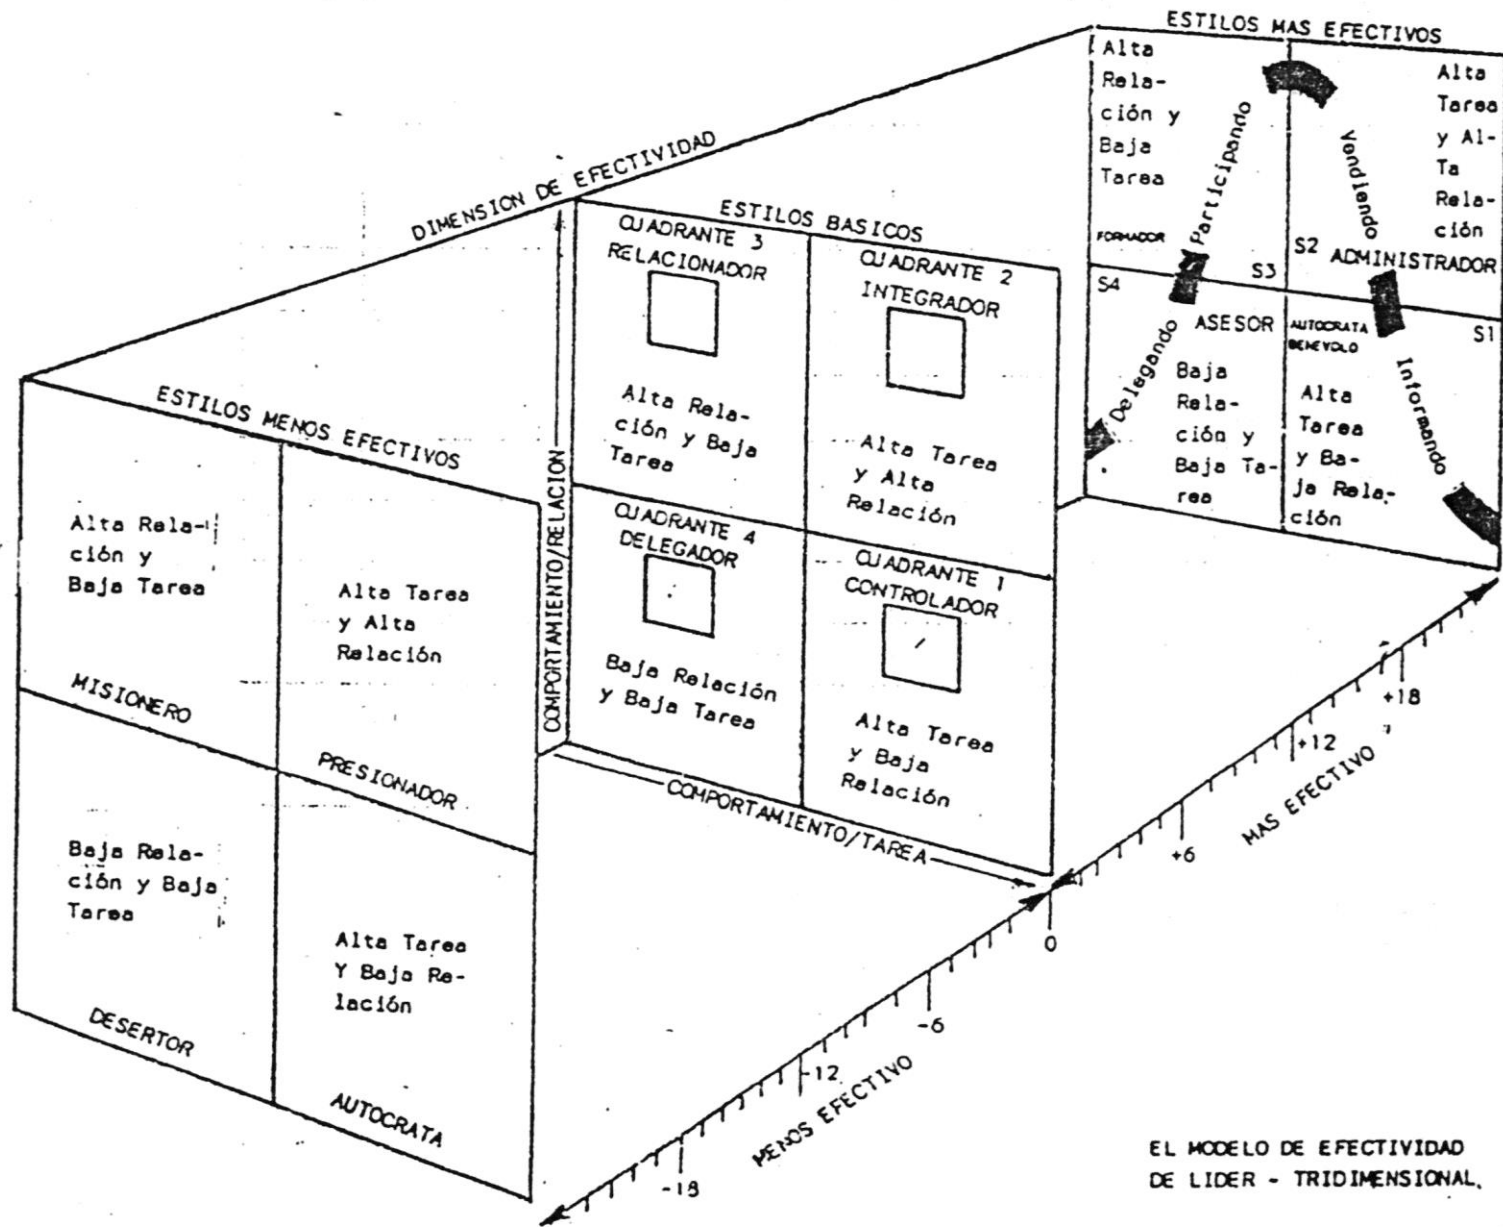 ESTILOS MAS EFECTIVOS
Alta
Rela-
ción y
Baja
Tarea
FORMADOR
Participando
S3
Vendiendo
Alta
Tarea
y Al-
Ta
Rela-
ción
S2
ADMINISTRADOR
S4
Delegando
ASESOR
Baja
Rela-
ción y
Baja Ta-
rea
AUTOCRATA
BENEVOLO
S1
Informando
Alta
Tarea
y Ba-
ja Rela-
ción
DIMENSION DE EFECTIVIDAD
ESTILOS BASICOS
CUADRANTE 3
RELACIONADOR
Alta Rela-
ción y Baja
Tarea
CUADRANTE 2
INTEGRADOR
Alta Tarea
y Alta
Relación
CUADRANTE 4
DELEGADOR
Baja Relación
y Baja Tarea
CUADRANTE 1
CONTROLADOR
Alta Tarea
y Baja
Relación
COMPORTAMIENTO/RELACION
COMPORTAMIENTO/TAREA
ESTILOS MENOS EFECTIVOS
Alta Rela-
ción y
Baja Tarea
MISIONERO
Alta Tarea
y Alta
Relación
PRESIONADOR
Baja Rela-
ción y Baja
Tarea
DESERTOR
Alta Tarea
Y Baja Re-
lación
AUTOCRATA
+18
+12
+6
0
-6
-12
-18
MAS EFECTIVO
MENOS EFECTIVO
EL MODELO DE EFECTIVIDAD
DE LIDER - TRIDIMENSIONAL.